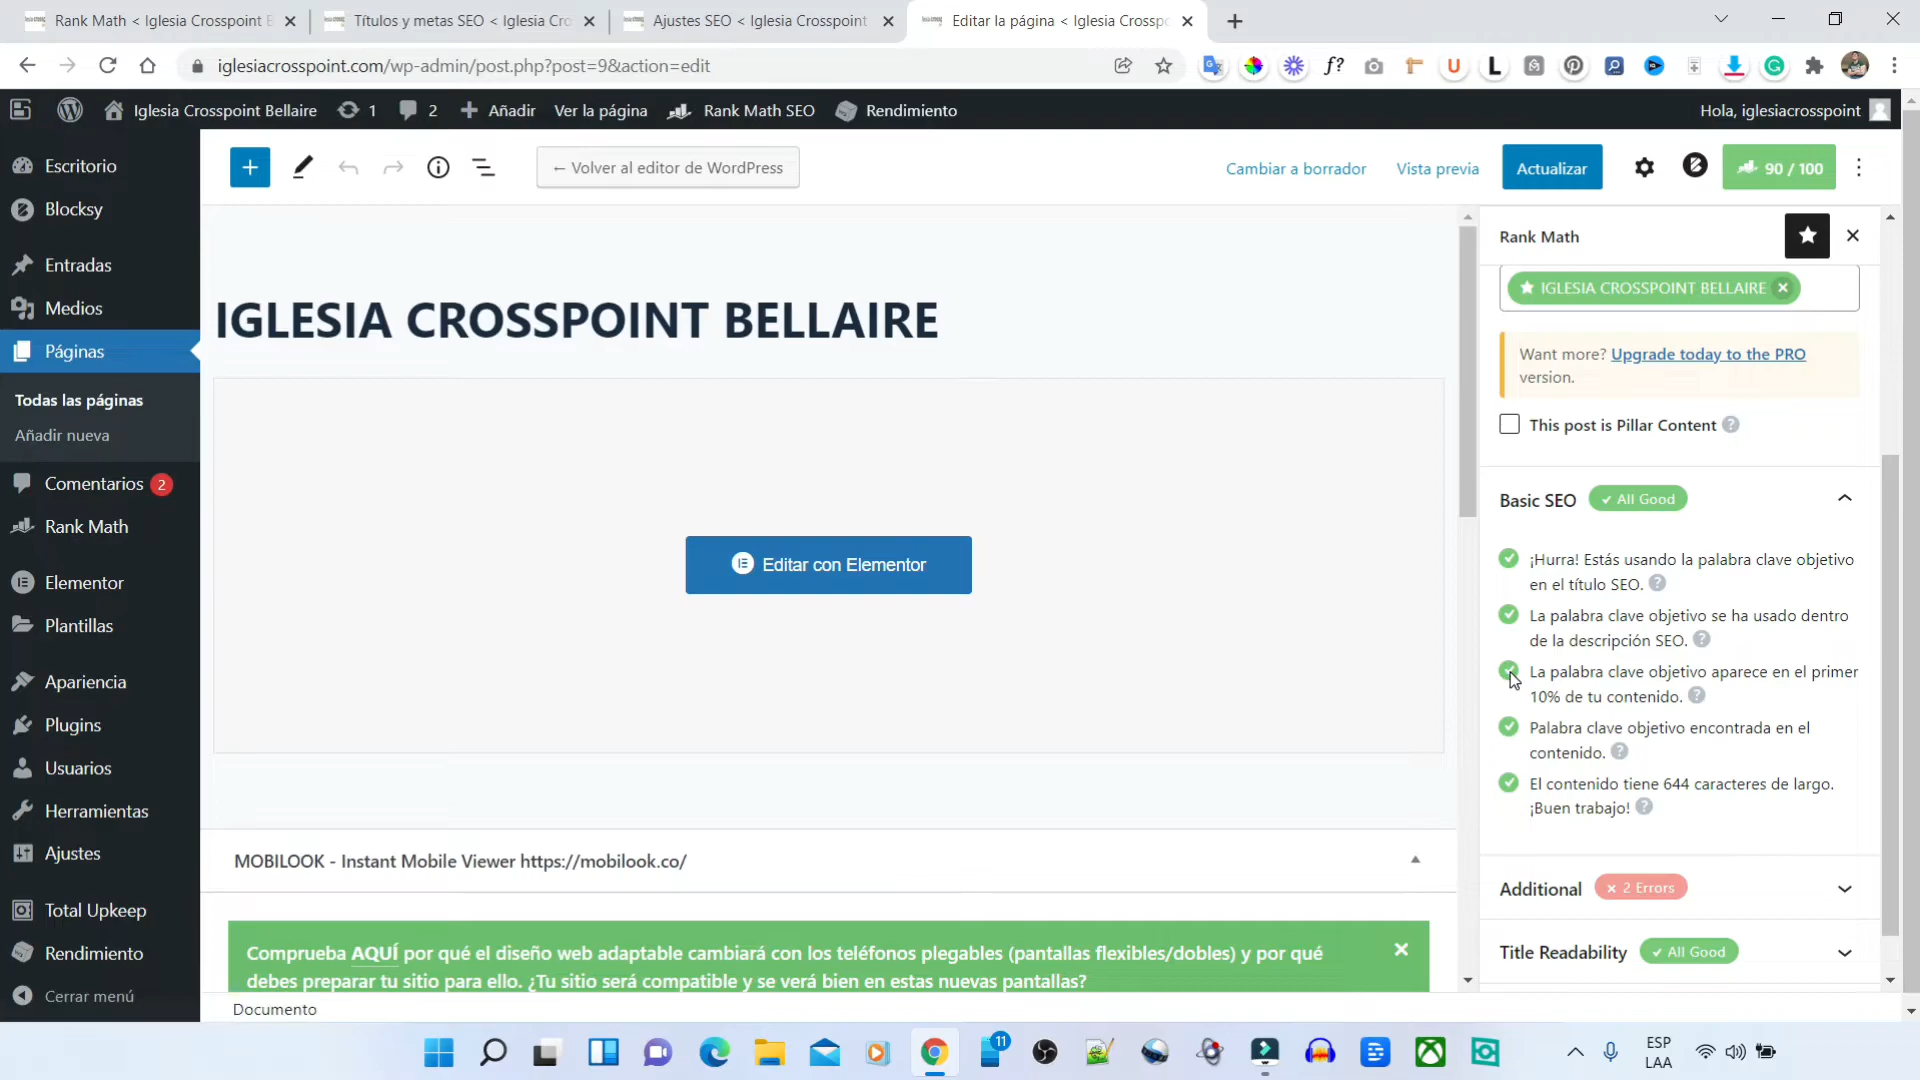 Rank Math < Iglesia Crosspoint B
Títulos y metas SEO < Iglesia Cro
Ajustes SEO < Iglesia Crosspoint
Editar la página < Iglesia Crosspo
iglesiacrosspoint.com/wp-admin/post.php?post=9&action=edit
Iglesia Crosspoint Bellaire
1
2
Añadir
Ver la página
Rank Math SEO
Rendimiento
Hola, iglesiacrosspoint
Escritorio
Blocksy
Entradas
Medios
Páginas
Todas las páginas
Añadir nueva
Comentarios 2
Rank Math
Elementor
Plantillas
Apariencia
Plugins
Usuarios
Herramientas
Ajustes
Total Upkeep
Rendimiento
Cerrar menú
← Volver al editor de WordPress
Cambiar a borrador
Vista previa
Actualizar
90 / 100
IGLESIA CROSSPOINT BELLAIRE
Editar con Elementor
MOBILOOK - Instant Mobile Viewer https://mobilook.co/
Comprueba AQUÍ por qué el diseño web adaptable cambiará con los teléfonos plegables (pantallas flexibles/dobles) y por qué
debes preparar tu sitio para ello. ¿Tu sitio será compatible y se verá bien en estas nuevas pantallas?
Documento
Rank Math
IGLESIA CROSSPOINT BELLAIRE
Want more? Upgrade today to the PRO
version.
This post is Pillar Content
Basic SEO
All Good
¡Hurra! Estás usando la palabra clave objetivo
en el título SEO.
La palabra clave objetivo se ha usado dentro
de la descripción SEO.
La palabra clave objetivo aparece en el primer
10% de tu contenido.
Palabra clave objetivo encontrada en el
contenido.
El contenido tiene 644 caracteres de largo.
¡Buen trabajo!
Additional
2 Errors
Title Readability
All Good
11
ESP
LAA